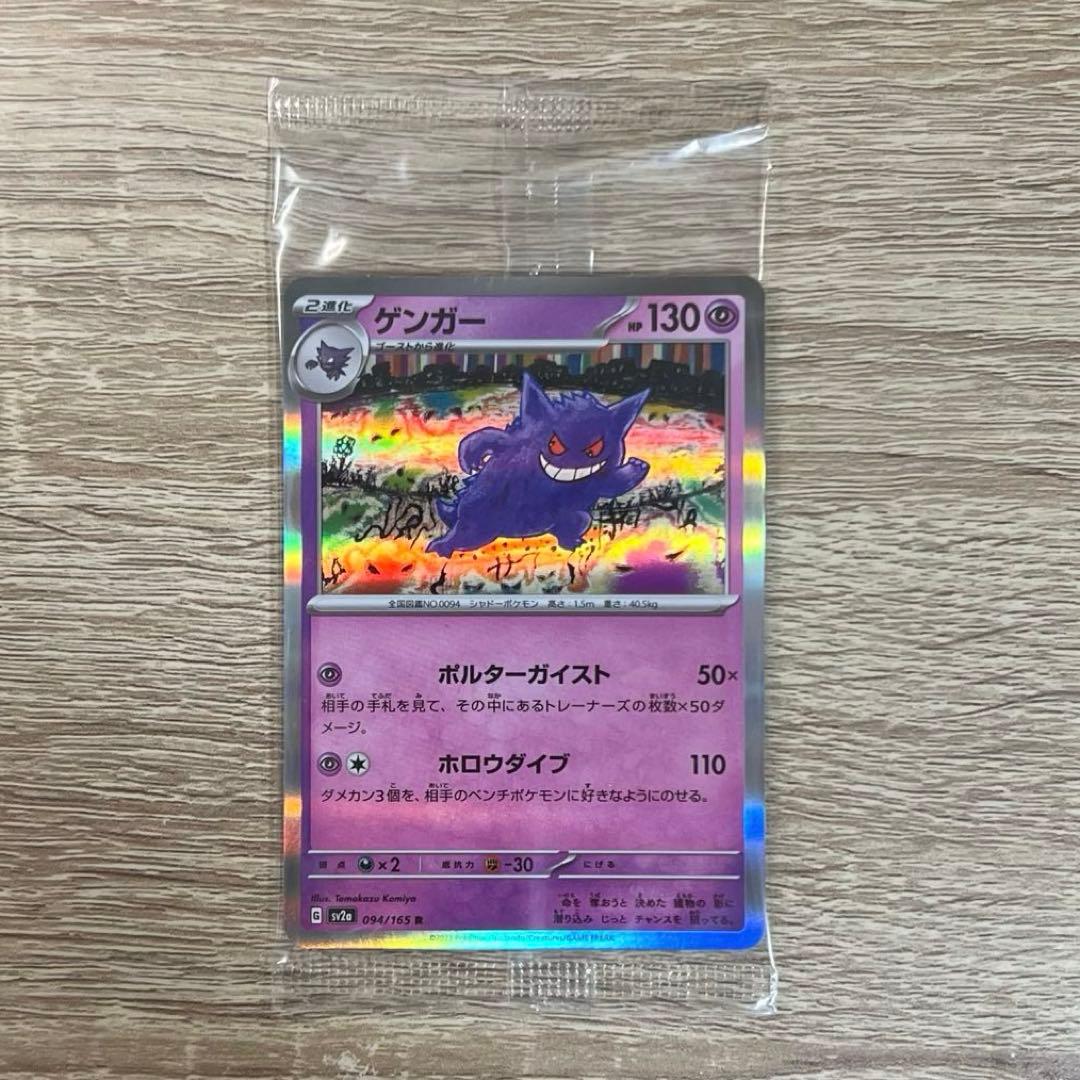 2進化
ゲンガー
HP 130
ゴーストから進化
全国図鑑NO.0094 シャドーポケモン 高さ:1.5m 重さ:40.5kg
ポルターガイスト 50×
相手の手札を見て、その中にあるトレーナーズの枚数×50ダ
メージ。
ホロウダイブ 110
ダメカン3個を、相手のベンチポケモンに好きなようにのせる。
弱点 ×2 抵抗力 -30 にげる
Illus. Tomokazu Komiya
命を 奪おうと 決めた 獲物の 影に
G sv2a 094/165 R
潜り込み じっと チャンスを 狙ってる。
©2023 Pokémon/Nintendo/Creatures/GAME FREAK